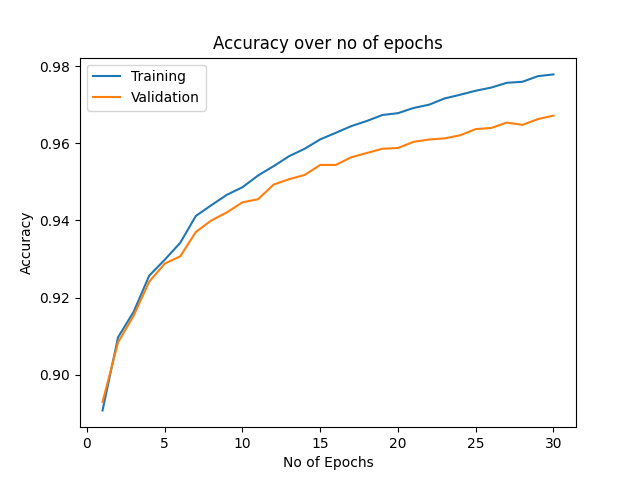 Accuracy over no of epochs
Training
Validation
0.98
0.96
0.94
0.92
0.90
Accuracy
0
5
10
15
20
25
30
No of Epochs